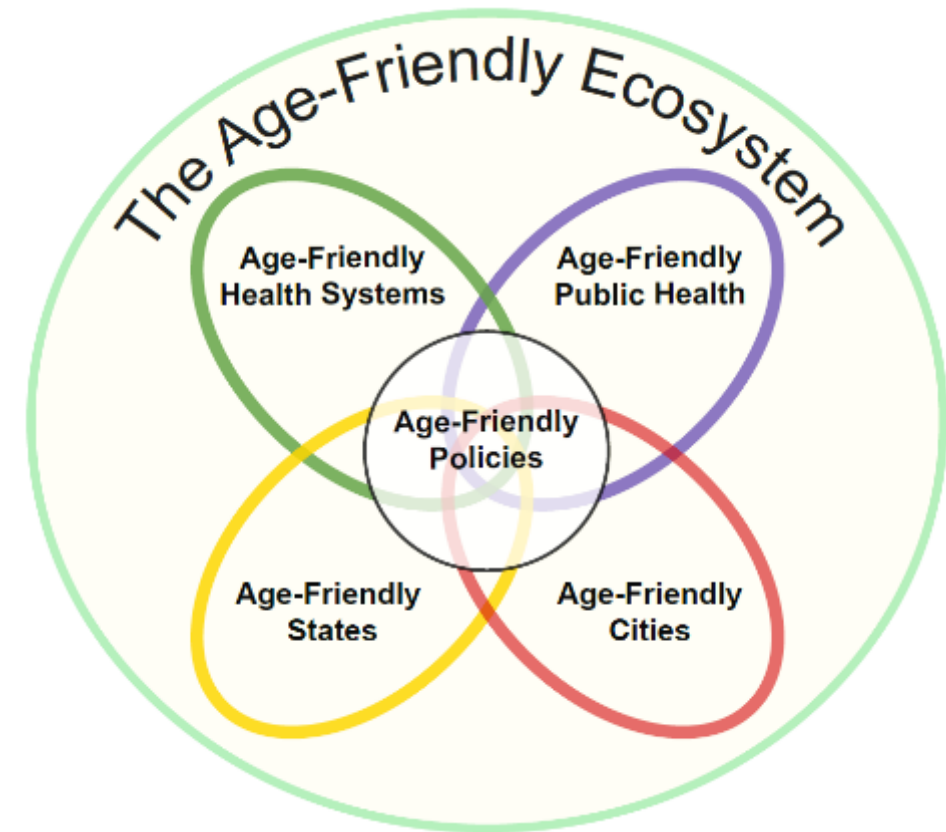 The Age-Friendly Ecosystem
Age-Friendly
Health Systems
Age-Friendly
Public Health
Age-Friendly
Policies
Age-Friendly
States
Age-Friendly
Cities